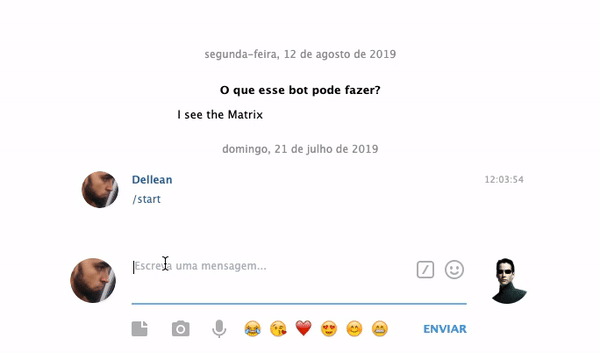 segunda-feira, 12 de agosto de 2019
O que esse bot pode fazer?
I see the Matrix
domingo, 21 de julho de 2019
Dellean
12:03:54
/start
Escreva uma mensagem...
ENVIAR